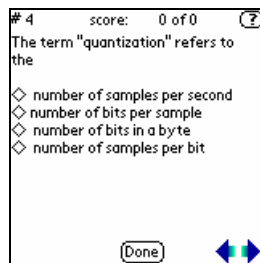 # 4 score: 0 of 0 ?
The term "quantization" refers to
the
number of samples per second
number of bits per sample
number of bits in a byte
number of samples per bit
Done